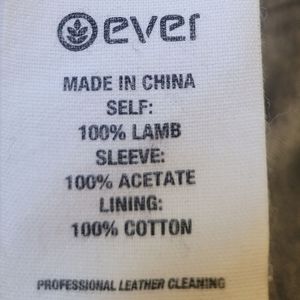 ever
MADE IN CHINA
SELF:
100% LAMB
SLEEVE:
100% ACETATE
LINING:
100% COTTON
PROFESSIONAL LEATHER CLEANING